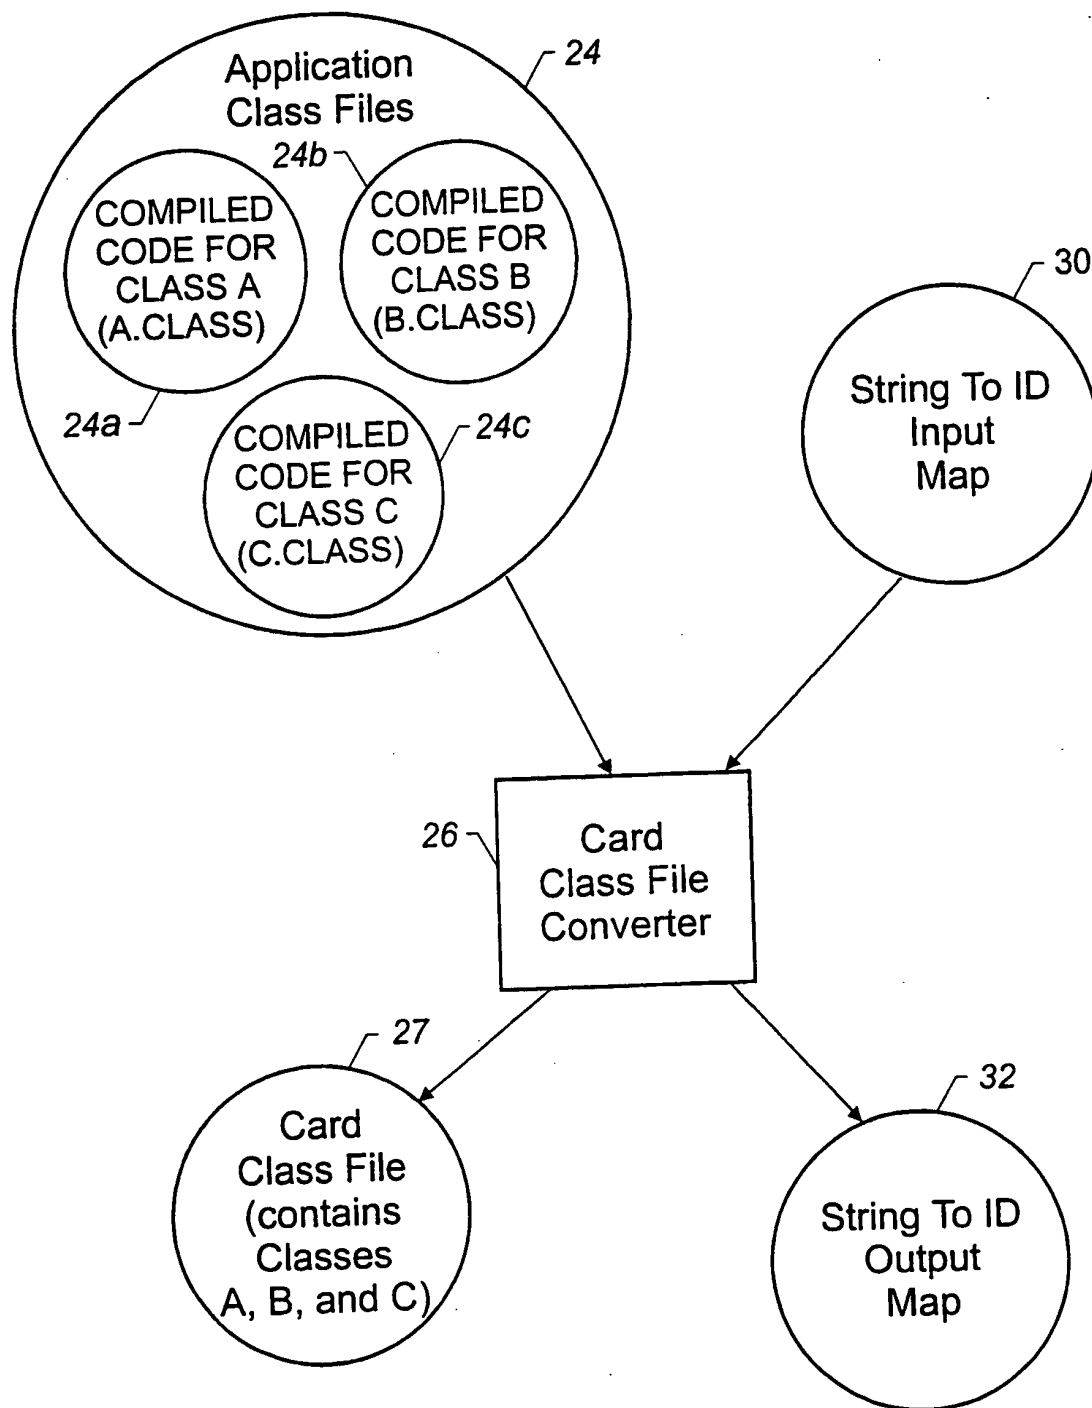 24
Application
Class Files
24b
COMPILED
CODE FOR
CLASS A
(A.CLASS)
COMPILED
CODE FOR
CLASS B
(B.CLASS)
24a
COMPILED
CODE FOR
CLASS C
(C.CLASS)
24c
30
String To ID
Input
Map
26
Card
Class File
Converter
27
Card
Class File
(contains
Classes
A, B, and C)
32
String To ID
Output
Map